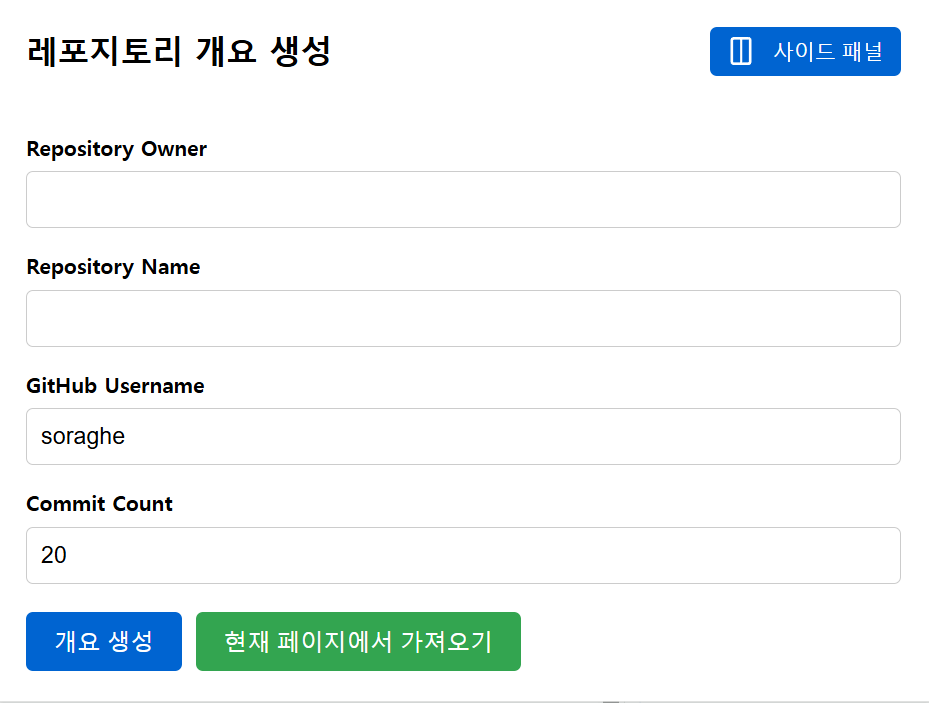 레포지토리 개요 생성
사이드 패널
Repository Owner
Repository Name
GitHub Username
soraghe
Commit Count
20
개요 생성
현재 페이지에서 가져오기